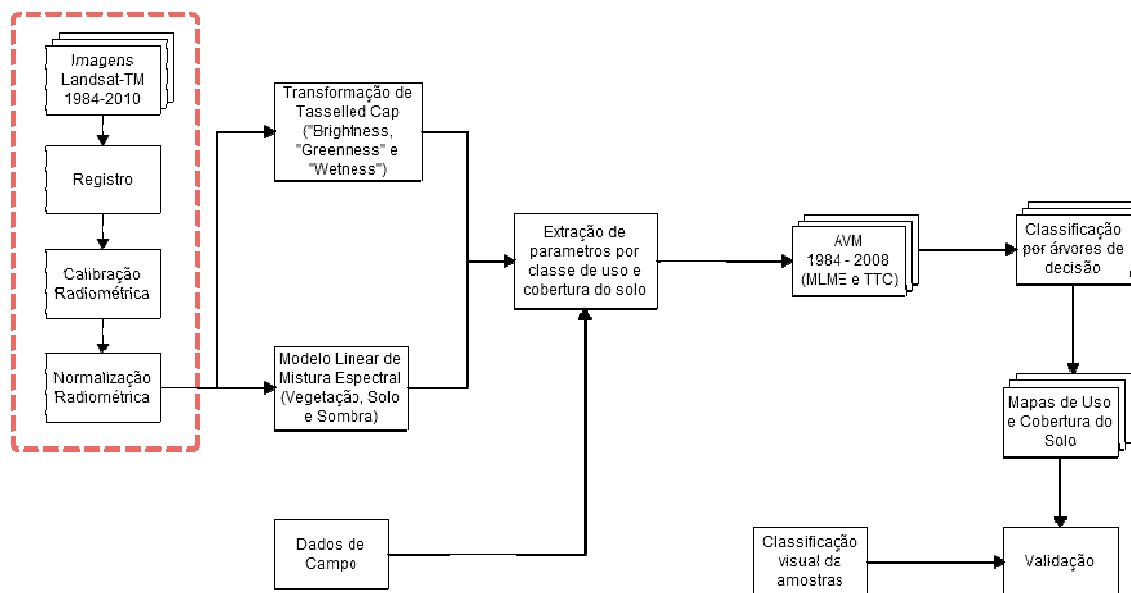 Imagens
Landsat-TM
1984-2010
Registro
Calibração
Radiométrica
Normalização
Radiométrica
Transformação de
Tasselled Cap
("Brightness,
"Greenness" e
"Wetness")
Modelo Linear de
Mistura Espectral
(Vegetação, Solo
e Sombra)
Dados de
Campo
Extração de
parametros por
classe de uso e
cobertura do solo
AVM
1984 - 2008
(MLME e TTC)
Classificação
por árvores de
decisão
Mapas de Uso
e Cobertura do
Solo
Classificação
visual da
amostras
Validação